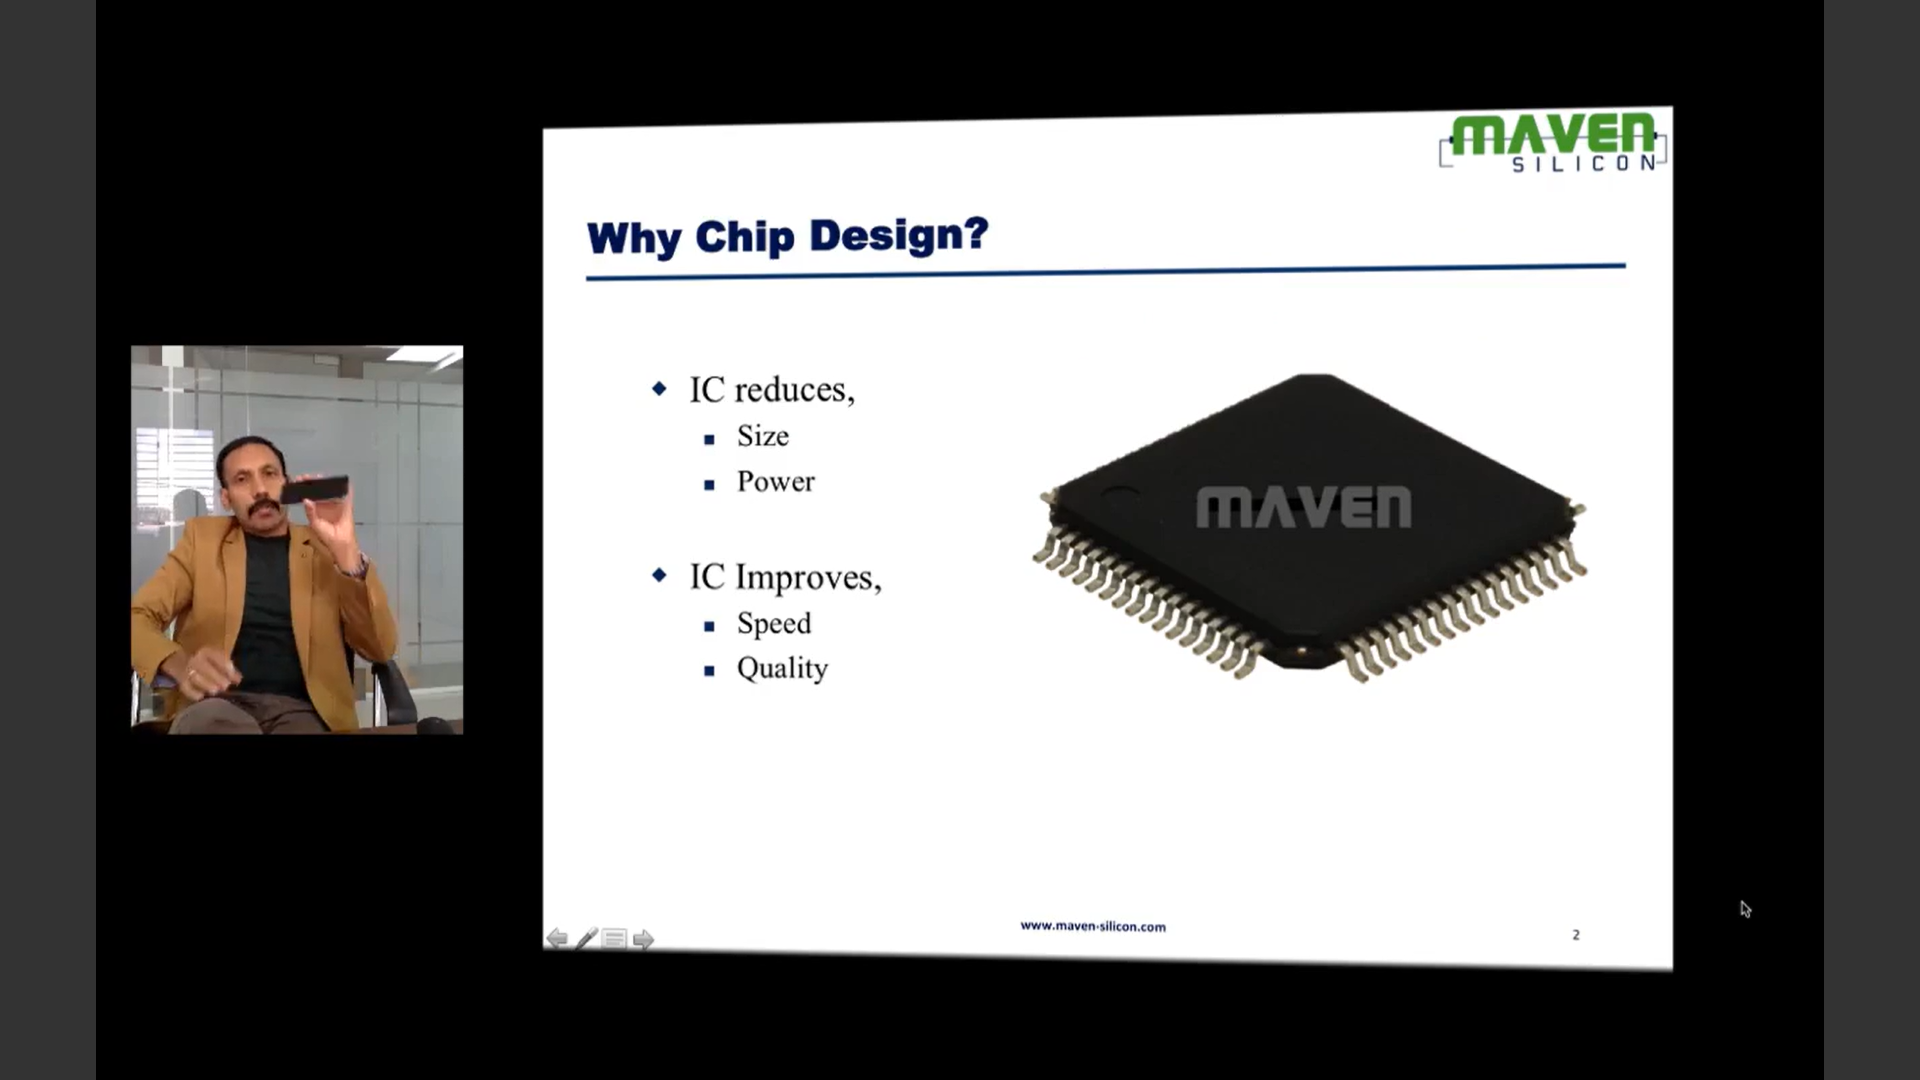 MAVEN
SILICON
Why Chip Design?
IC reduces,
Size
Power
IC Improves,
Speed
Quality
MAVEN
www.maven-silicon.com
2